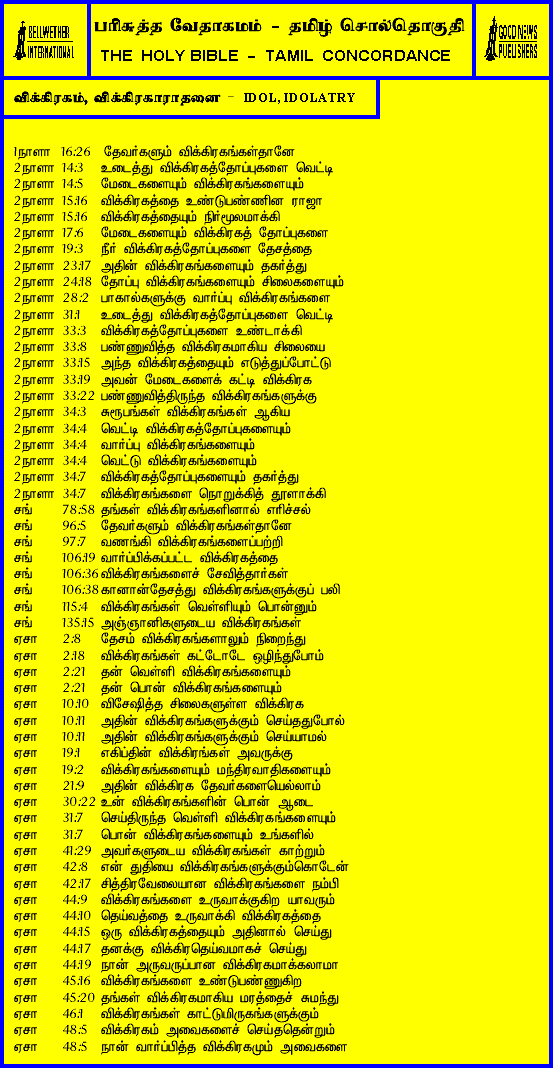 BELLWETHER
INTERNATIONAL
பரிசுத்த வேதாகமம் - தமிழ் சொல்தொகுதி
THE HOLY BIBLE - TAMIL CONCORDANCE
GOOD NEWS
PUBLISHERS
விக்கிரகம், விக்கிரகாராதனை - IDOL, IDOLATRY
1நாளா 16:26 தேவர்களும் விக்கிரகங்கள்தானே
2நாளா 14:3 உடைத்து விக்கிரகத்தோப்புகளை வெட்டி
2நாளா 14:5 மேடைகளையும் விக்கிரகங்களையும்
2நாளா 15:16 விக்கிரகத்தை உண்டுபண்ணின ராஜா
2நாளா 15:16 விக்கிரகத்தையும் நிர்மூலமாக்கி
2நாளா 17:6 மேடைகளையும் விக்கிரகத் தோப்புகளை
2நாளா 19:3 நீர் விக்கிரகத்தோப்புகளை தேசத்தை
2நாளா 23:17 அதின் விக்கிரகங்களையும் தகர்த்து
2நாளா 24:18 தோப்பு விக்கிரகங்களையும் சிலைகளையும்
2நாளா 28:2 பாகால்களுக்கு வார்ப்பு விக்கிரகங்களை
2நாளா 31:1 உடைத்து விக்கிரகத்தோப்புகளை வெட்டி
2நாளா 33:3 விக்கிரகத்தோப்புகளை உண்டாக்கி
2நாளா 33:8 பண்ணுவித்த விக்கிரகமாகிய சிலையை
2நாளா 33:15 அந்த விக்கிரகத்தையும் எடுத்துப்போட்டு
2நாளா 33:19 அவன் மேடைகளைக் கட்டி விக்கிரக
2நாளா 33:22 பண்ணுவித்திருந்த விக்கிரகங்களுக்கு
2நாளா 34:3 சுரூபங்கள் விக்கிரகங்கள் ஆகிய
2நாளா 34:4 வெட்டி விக்கிரகத்தோப்புகளையும்
2நாளா 34:4 வார்ப்பு விக்கிரகங்களையும்
2நாளா 34:4 வெட்டு விக்கிரகங்களையும்
2நாளா 34:7 விக்கிரகத்தோப்புகளையும் தகர்த்து
2நாளா 34:7 விக்கிரகங்களை நொறுக்கித் தூளாக்கி
சங் 78:58 தங்கள் விக்கிரகங்களினால் எரிச்சல்
சங் 96:5 தேவர்களும் விக்கிரகங்கள்தானே
சங் 97:7 வணங்கி விக்கிரகங்களைப்பற்றி
சங் 106:19 வார்ப்பிக்கப்பட்ட விக்கிரகத்தை
சங் 106:36 விக்கிரகங்களைச் சேவித்தார்கள்
சங் 106:38 கானான்தேசத்து விக்கிரகங்களுக்குப் பலி
சங் 115:4 விக்கிரகங்கள் வெள்ளியும் பொன்னும்
சங் 135:15 அஞ்ஞானிகளுடைய விக்கிரகங்கள்
ஏசா 2:8 தேசம் விக்கிரகங்களாலும் நிறைந்து
ஏசா 2:18 விக்கிரகங்கள் கட்டோடே ஒழிந்துபோம்
ஏசா 2:21 தன் வெள்ளி விக்கிரகங்களையும்
ஏசா 2:21 தன் பொன் விக்கிரகங்களையும்
ஏசா 10:10 விசேஷித்த சிலைகளுள்ள விக்கிரக
ஏசா 10:11 அதின் விக்கிரகங்களுக்கும் செய்ததுபோல்
ஏசா 10:11 அதின் விக்கிரகங்களுக்கும் செய்யாமல்
ஏசா 19:1 எகிப்தின் விக்கிரங்கள் அவருக்கு
ஏசா 19:2 விக்கிரகங்களையும் மந்திரவாதிகளையும்
ஏசா 21:9 அதின் விக்கிரக தேவர்களையெல்லாம்
ஏசா 30:22 உன் விக்கிரகங்களின் பொன் ஆடை
ஏசா 31:7 செய்திருந்த வெள்ளி விக்கிரகங்களையும்
ஏசா 31:7 பொன் விக்கிரகங்களையும் உங்களில்
ஏசா 41:29 அவர்களுடைய விக்கிரகங்கள் காற்றும்
ஏசா 42:8 என் துதியை விக்கிரகங்களுக்கும்கொடேன்
ஏசா 42:17 சித்திரவேலையான விக்கிரகங்களை நம்பி
ஏசா 44:9 விக்கிரகங்களை உருவாக்குகிற யாவரும்
ஏசா 44:10 தெய்வத்தை உருவாக்கி விக்கிரகத்தை
ஏசா 44:15 ஒரு விக்கிரகத்தையும் அதினால் செய்து
ஏசா 44:17 தனக்கு விக்கிரதெய்வமாகச் செய்து
ஏசா 44:19 நான் அருவருப்பான விக்கிரகமாக்கலாமா
ஏசா 45:16 விக்கிரகங்களை உண்டுபண்ணுகிற
ஏசா 45:20 தங்கள் விக்கிரகமாகிய மரத்தைச் சுமந்து
ஏசா 46:1 விக்கிரகங்கள் காட்டுமிருகங்களுக்கும்
ஏசா 48:5 விக்கிரகம் அவைகளைச் செய்ததென்றும்
ஏசா 48:5 நான் வார்ப்பித்த விக்கிரகமும் அவைகளை